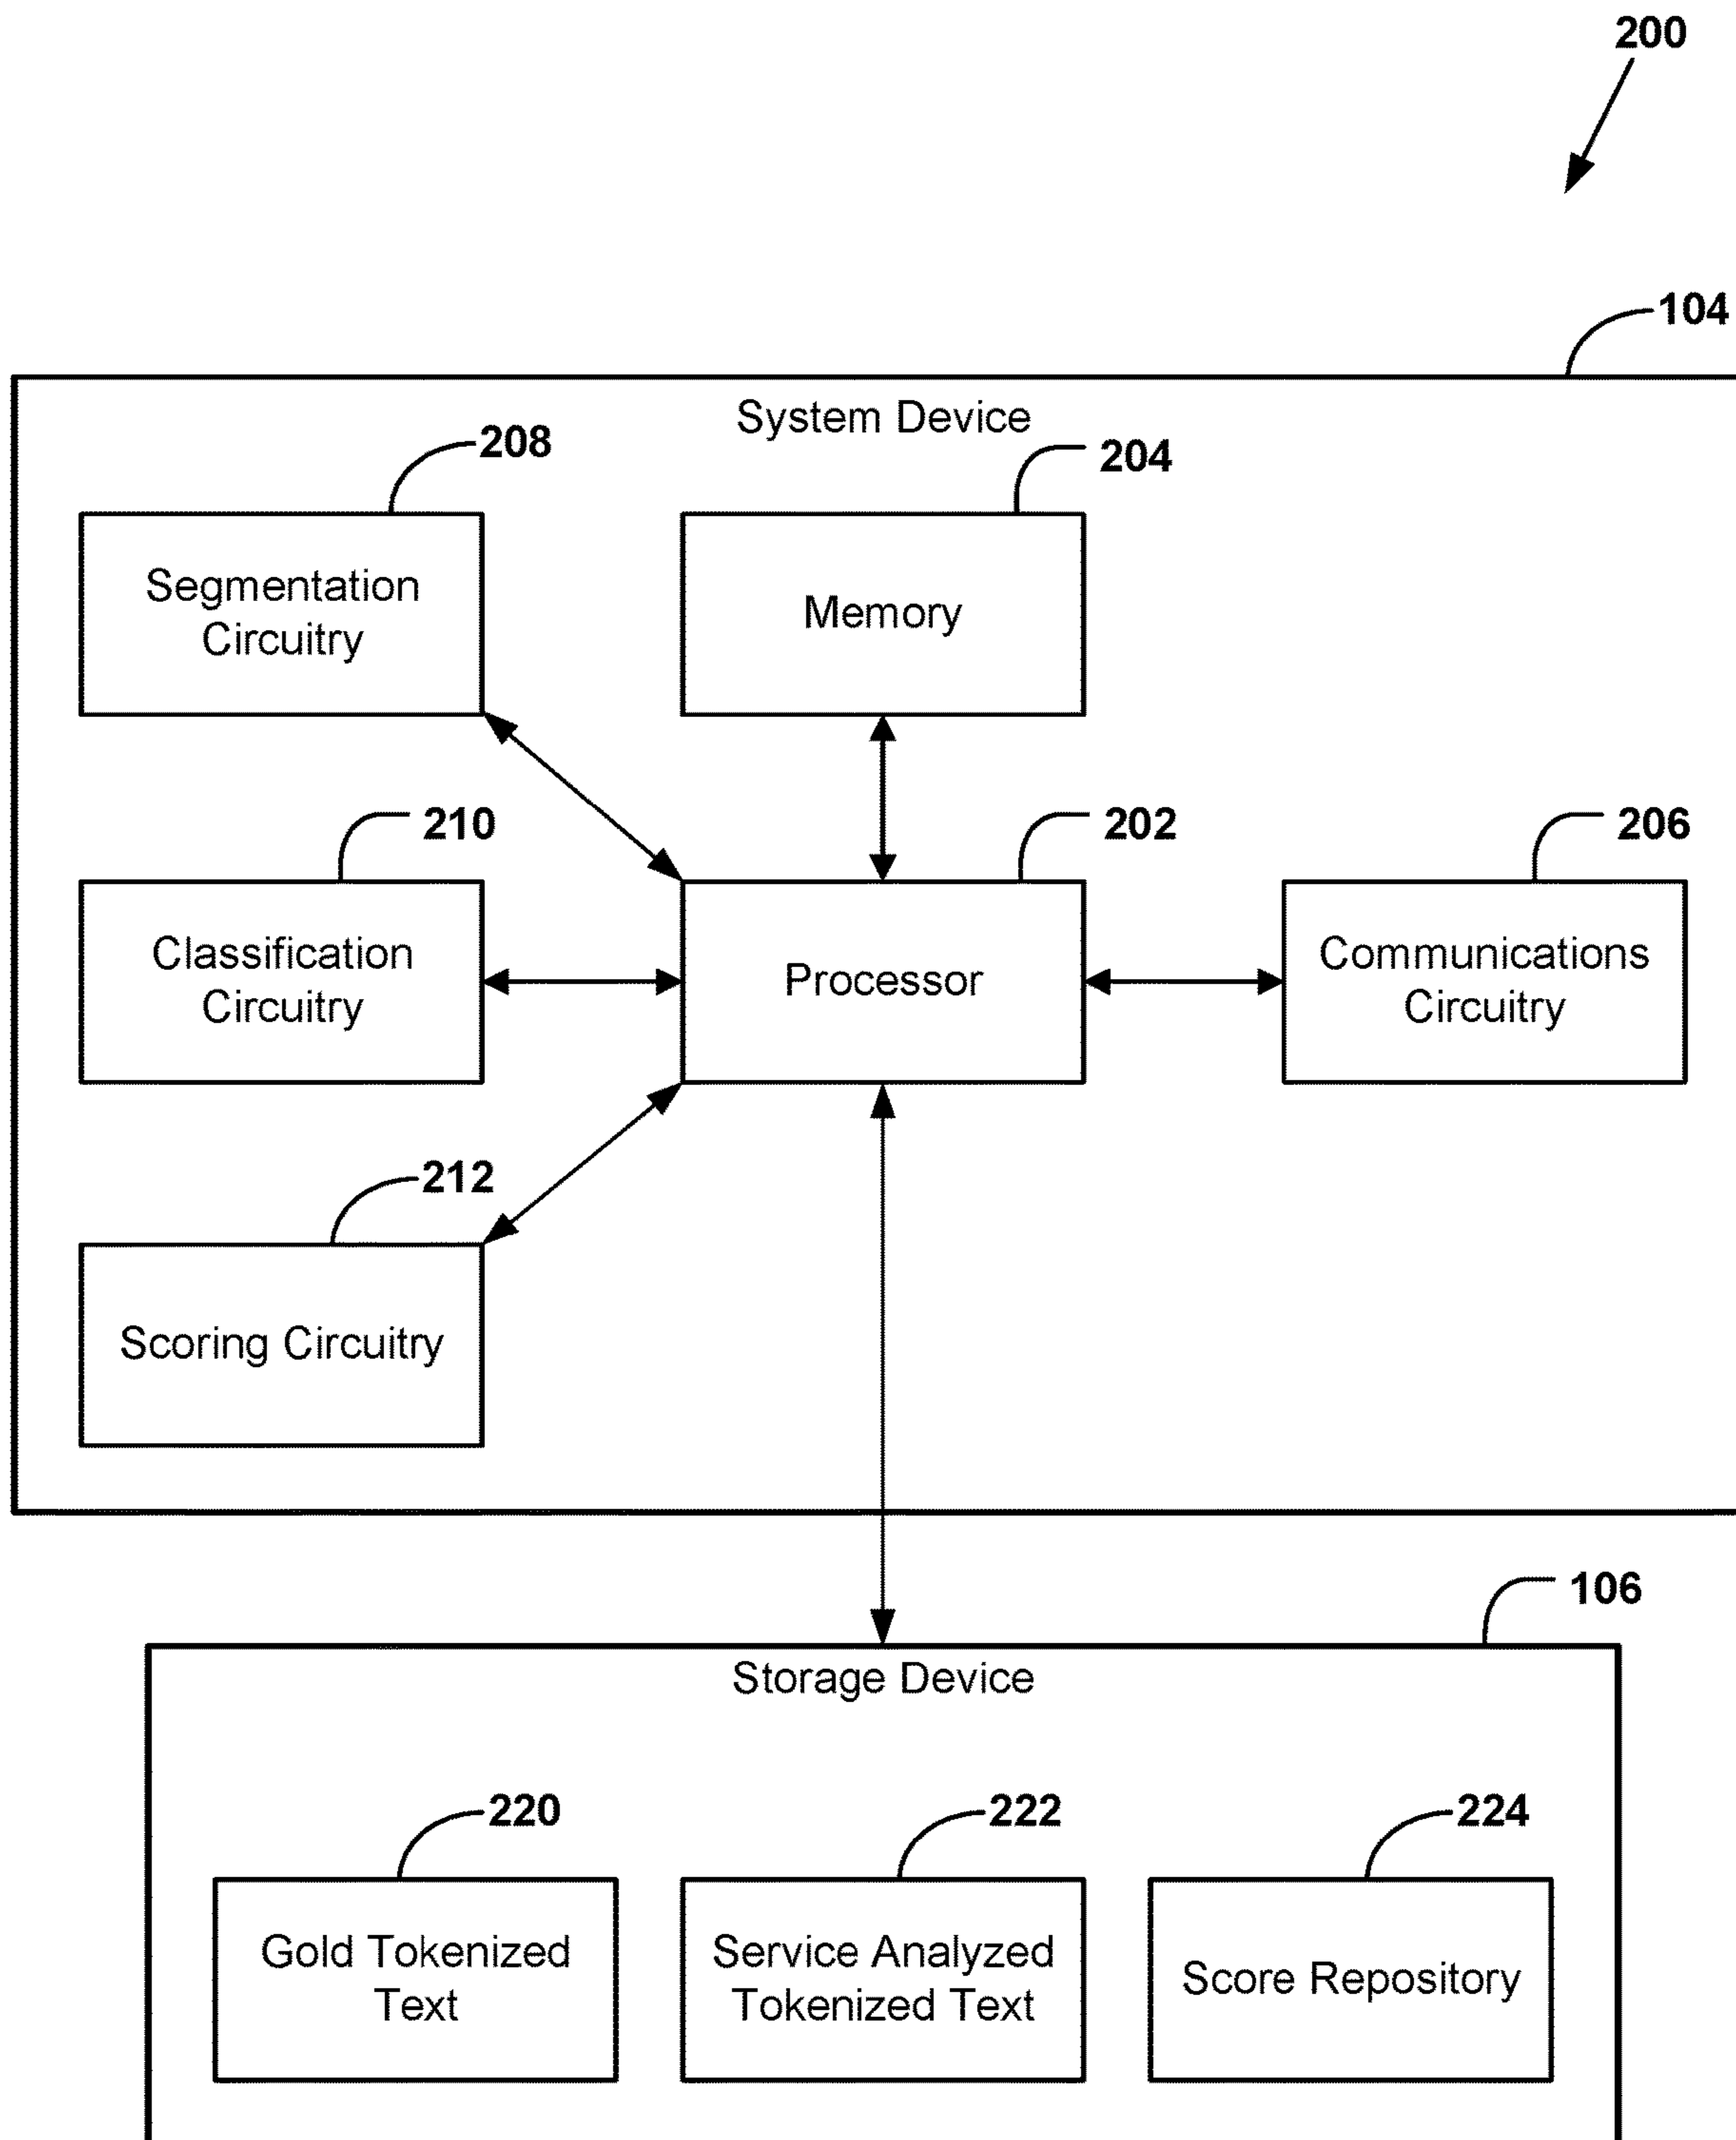 200
104
System Device
208
204
Segmentation
Circuitry
Memory
210
202
206
Classification
Circuitry
Processor
Communications
Circuitry
212
Scoring Circuitry
106
Storage Device
220
222
224
Gold Tokenized
Text
Service Analyzed
Tokenized Text
Score Repository